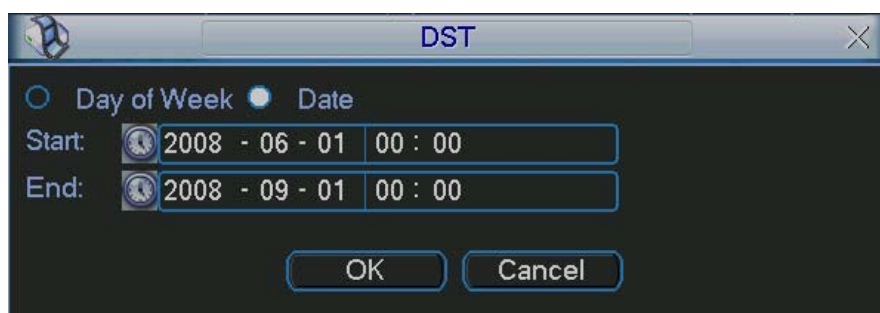 DST
Day of Week Date
Start: 2008 - 06 - 01 00 : 00
End: 2008 - 09 - 01 00 : 00
OK Cancel